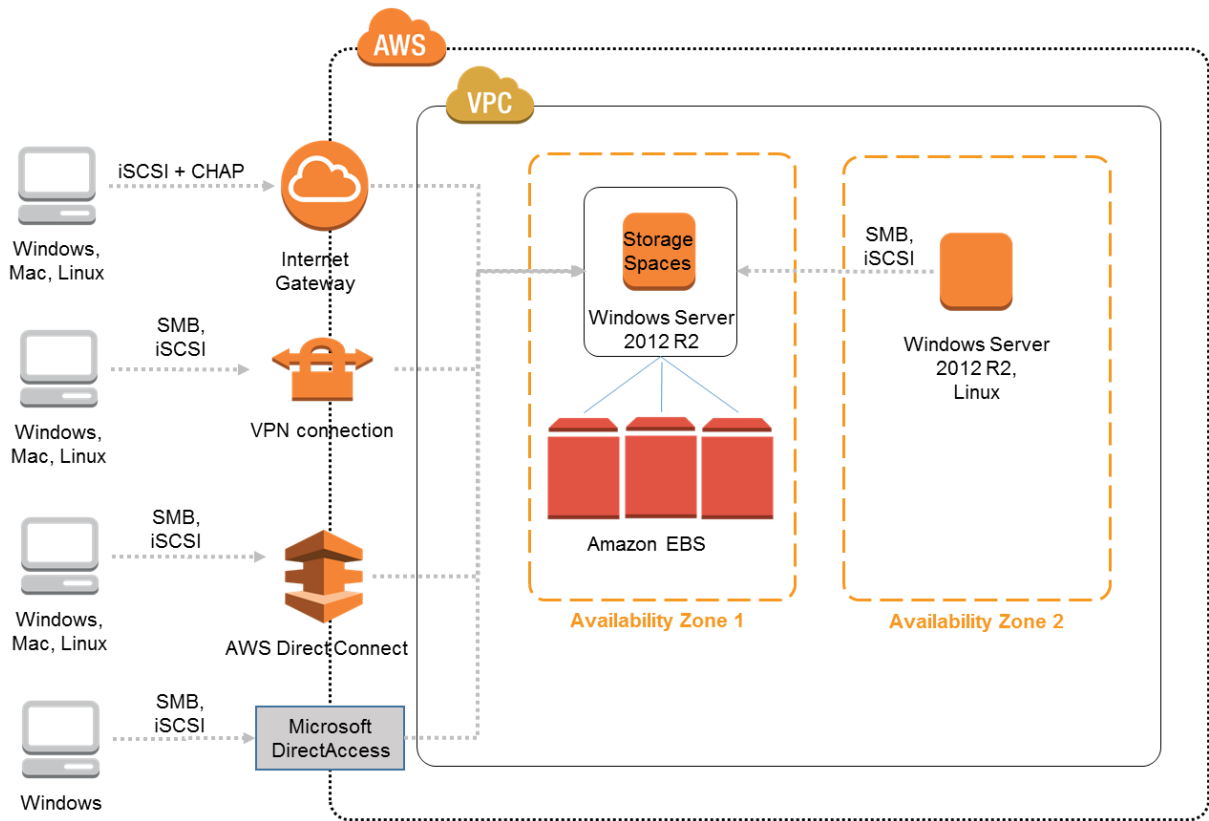 AWS
VPC
iSCSI + CHAP
Windows,
Mac, Linux
Internet
Gateway
Storage
Spaces
Windows Server
2012 R2
SMB,
iSCSI
Windows Server
2012 R2,
Linux
SMB,
iSCSI
Windows,
Mac, Linux
VPN connection
Amazon EBS
SMB,
iSCSI
Windows,
Mac, Linux
AWS Direct Connect
Availability Zone 1
Availability Zone 2
SMB,
iSCSI
Windows
Microsoft
DirectAccess